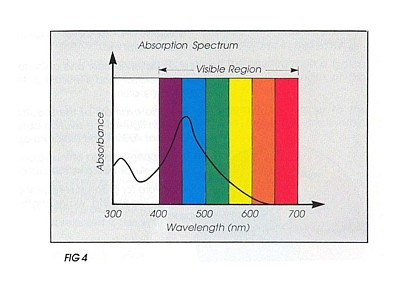 Absorption Spectrum
Visible Region
Absorbance
300 400 500 600 700
Wavelength (nm)
FIG 4